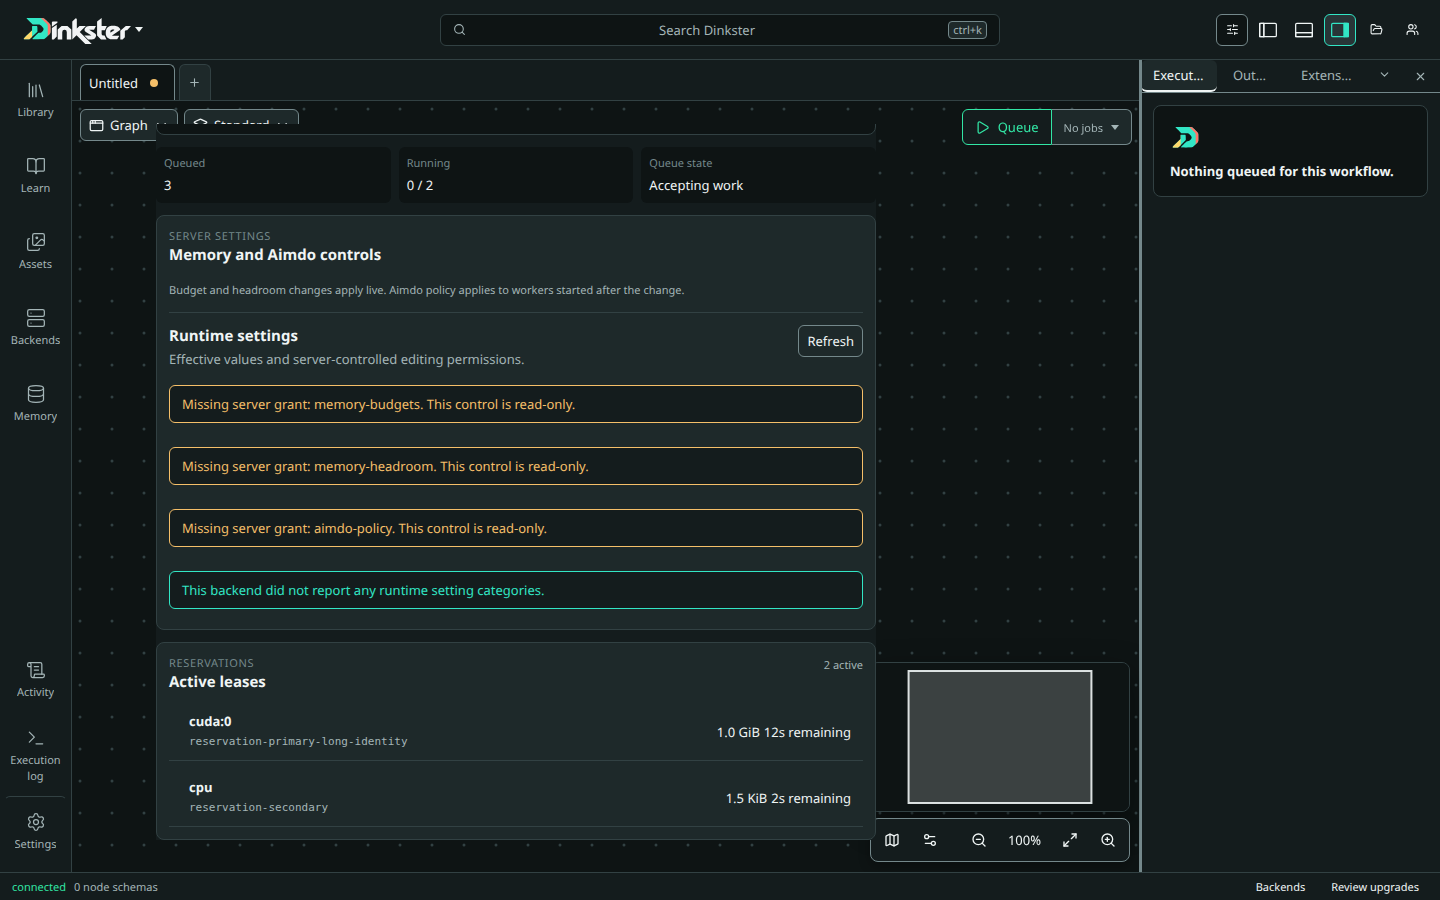 Dinkster
Search Dinkster
ctrl+k
Untitled
+
Execut...
Out...
Extens...
Library
Learn
Assets
Backends
Memory
Activity
Execution
log
Settings
Graph
Standard
Queue
No jobs
Nothing queued for this workflow.
Queued
3
Running
0 / 2
Queue state
Accepting work
SERVER SETTINGS
Memory and Aimdo controls
Budget and headroom changes apply live. Aimdo policy applies to workers started after the change.
Runtime settings
Effective values and server-controlled editing permissions.
Refresh
Missing server grant: memory-budgets. This control is read-only.
Missing server grant: memory-headroom. This control is read-only.
Missing server grant: aimdo-policy. This control is read-only.
This backend did not report any runtime setting categories.
RESERVATIONS
2 active
Active leases
cuda:0
reservation-primary-long-identity
1.0 GiB 12s remaining
cpu
reservation-secondary
1.5 KiB 2s remaining
100%
connected
0 node schemas
Backends
Review upgrades